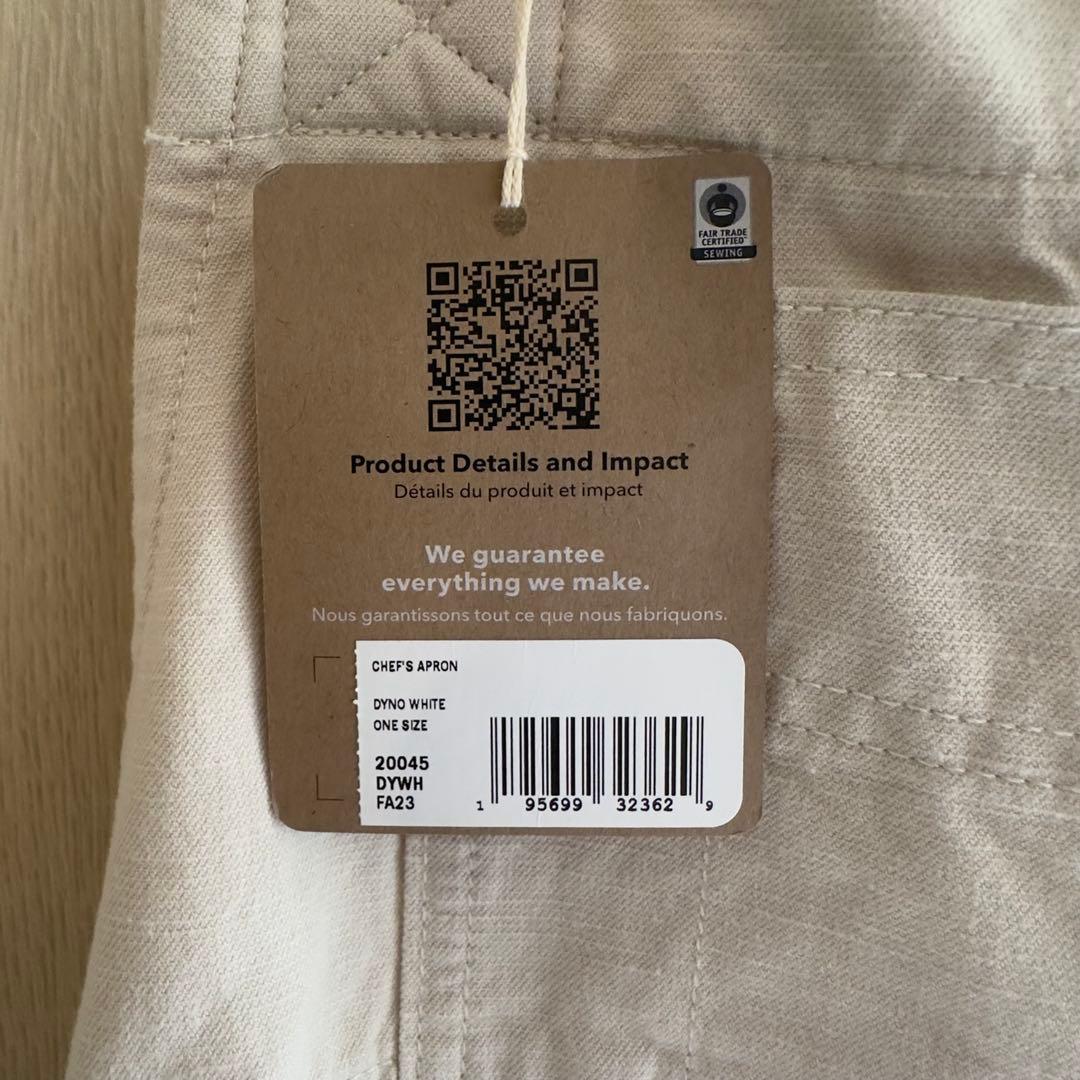 FAIR TRADE
CERTIFIED™
SEWING
Product Details and Impact
Détails du produit et impact
We guarantee
everything we make.
Nous garantissons tout ce que nous fabriquons.
CHEF'S APRON
DYNO WHITE
ONE SIZE
20045
DYWH
FA23
1 95699 32362 9